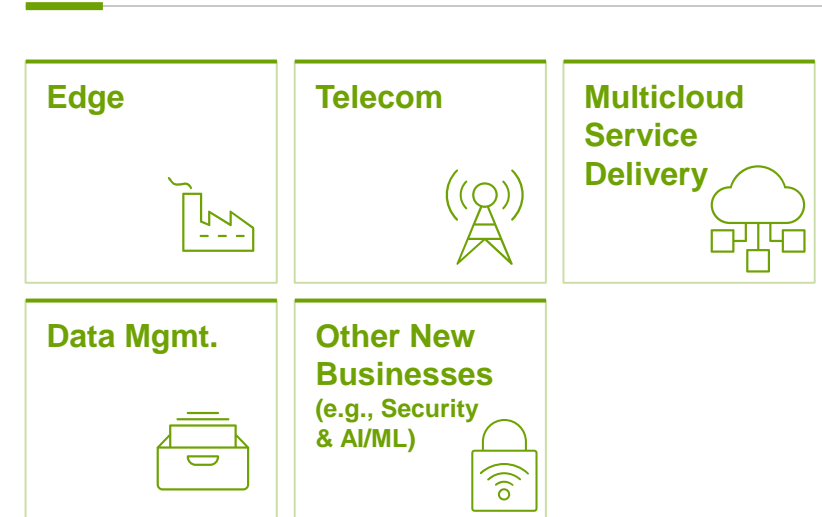 Edge
Telecom
Multicloud
Service
Delivery
Data Mgmt.
Other New
Businesses
(e.g., Security
& AI/ML)